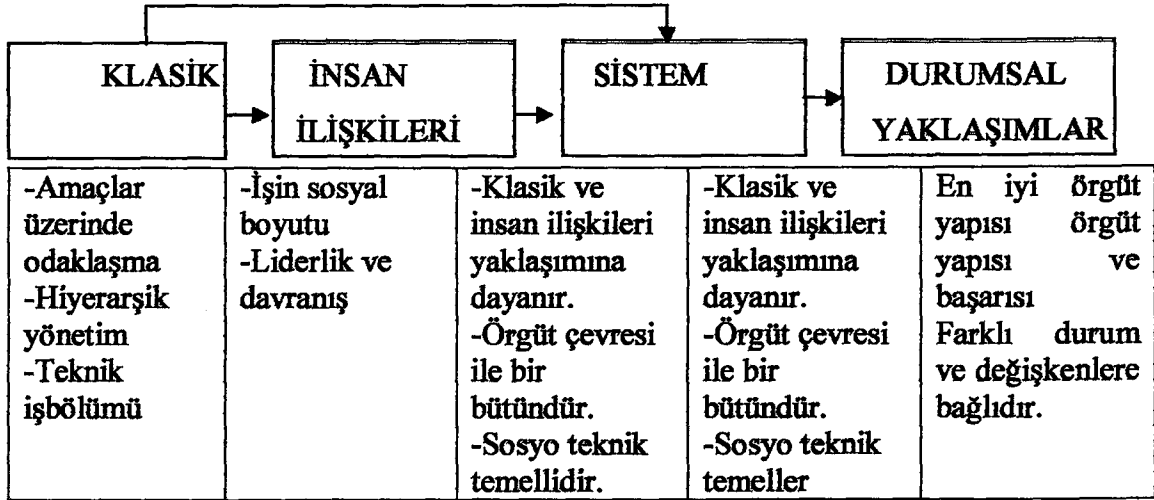 KLASİK
İNSAN
İLİŞKİLERİ
SİSTEM
DURUMSAL
YAKLAŞIMLAR
-Amaçlar
üzerinde
odaklaşma
-Hiyerarşik
yönetim
-Teknik
işbölümü
-İşin sosyal
boyutu
-Liderlik ve
davranış
-Klasik ve
insan ilişkileri
yaklaşımına
dayanır.
-Örgüt çevresi
ile bir
bütündür.
-Sosyo teknik
temellidir.
-Klasik ve
insan ilişkileri
yaklaşımına
dayanır.
-Örgüt çevresi
ile bir
bütündür.
-Sosyo teknik
temeller
En iyi örgüt
yapısı örgüt
yapısı ve
başarısı
Farklı durum
ve değişkenlere
bağlıdır.